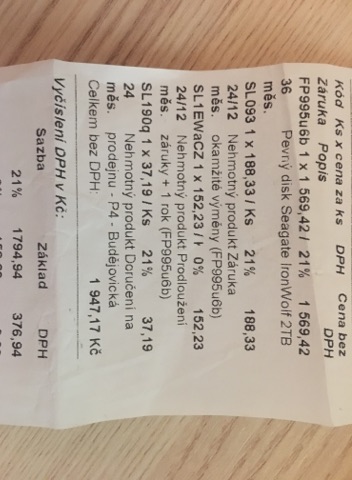 Kód Ks x cena za ks DPH Cena bez
Záruka Popis DPH
FP995u6b 1 x 1 569,42 / 21% 1 569,42
36 Pevný disk Seagate IronWolf 2TB
měs.
SL093 1 x 188,33 / Ks 21% 188,33
24/12 Nehmotný produkt Záruka
měs. okamžité výměny (FP995u6b)
SL1EWaCZ 1 x 152,23 / 0% 152,23
24/12 Nehmotný produkt Prodloužení
měs. záruky + 1 rok (FP995u6b)
SL190q 1 x 37,19 / Ks 21% 37,19
24 Nehmotný produkt Doručení na
měs. prodejnu - P4 - Budějovická
Celkem bez DPH: 1 947,17 Kč
Vyčíslení DPH v Kč:
Sazba Základ DPH
21% 1794,94 376,94